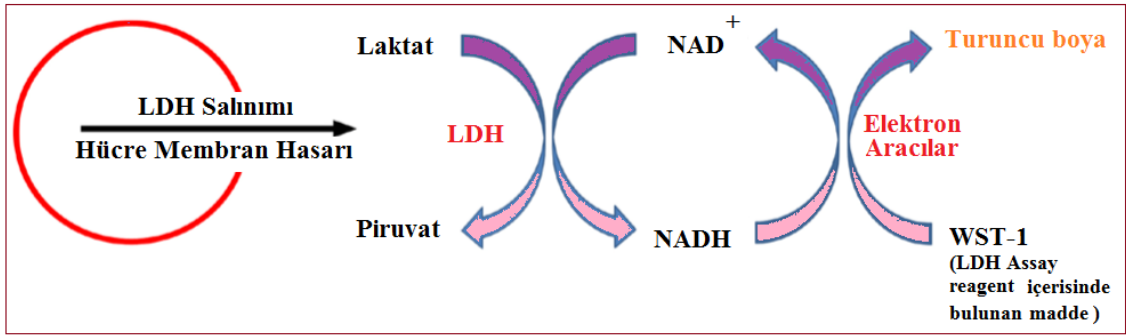 LDH Salınımı
Hücre Membran Hasarı
Laktat
LDH
Piruvat
NAD+
NADH
Elektron
Aracılar
Turuncu boya
WST-1
(LDH Assay
reagent içerisinde
bulunan madde )